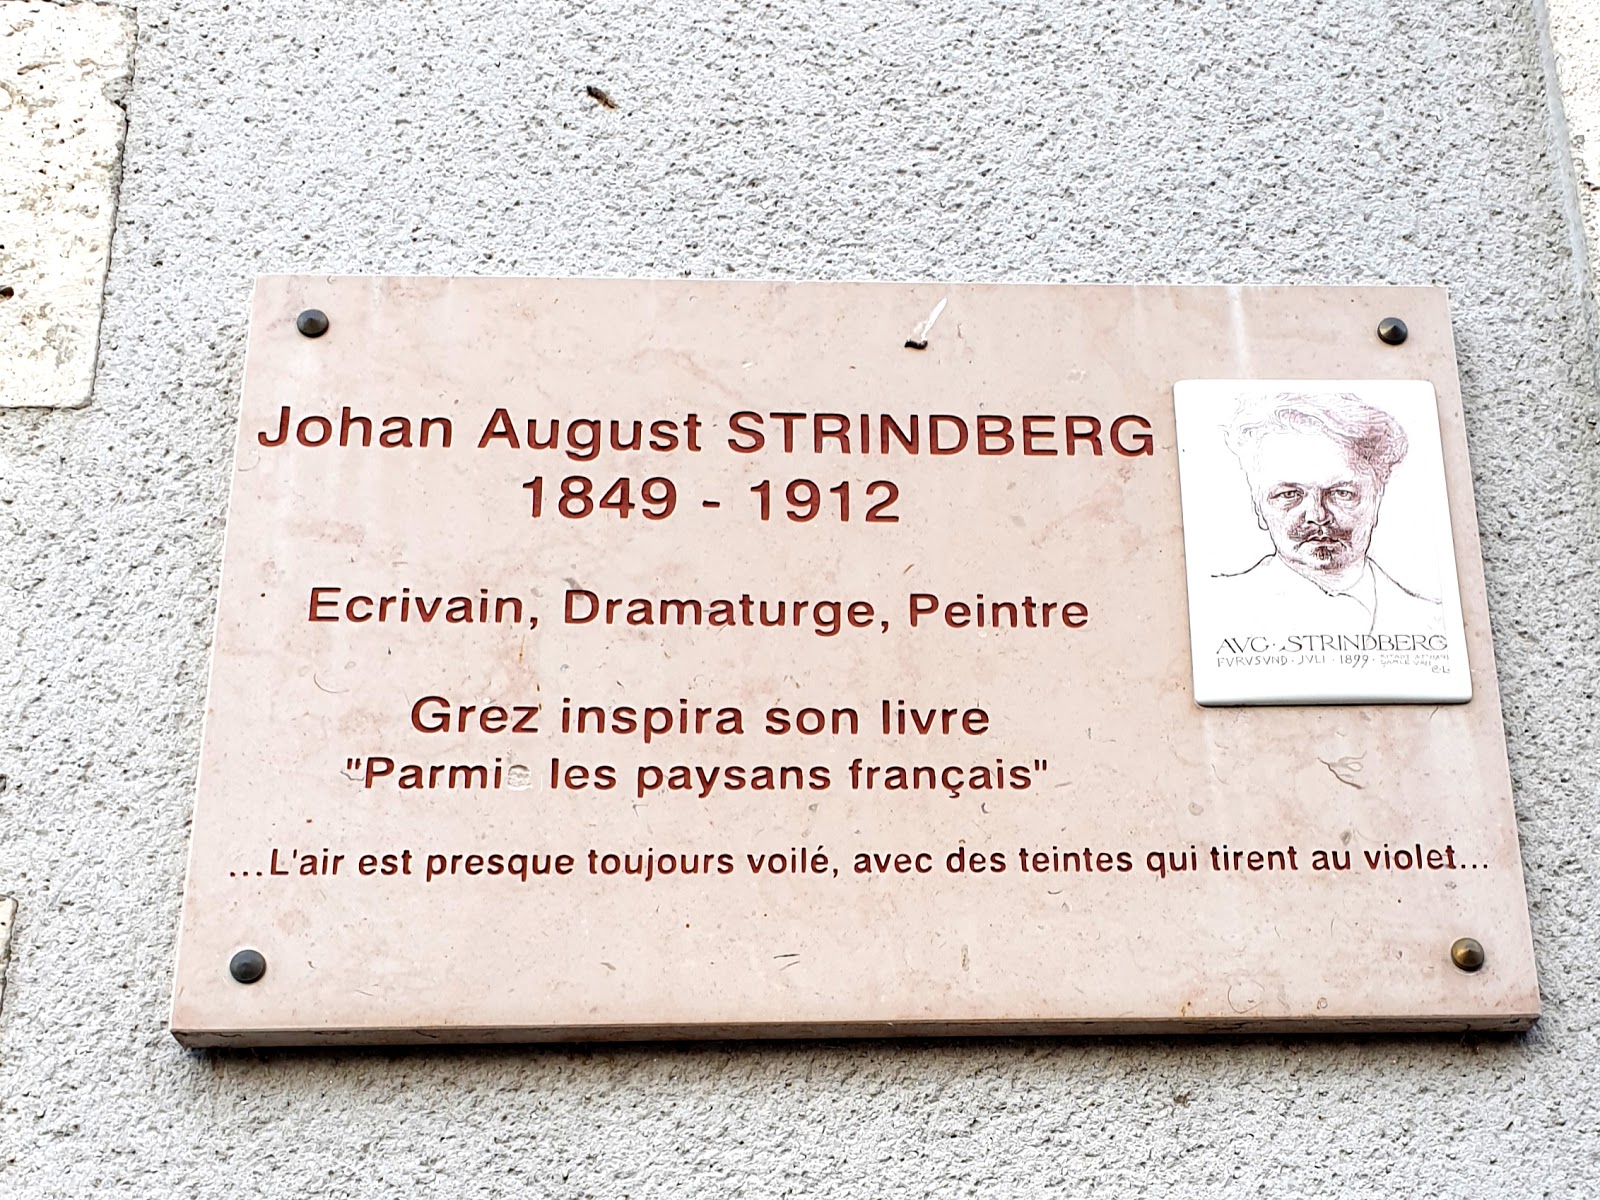 Johan August STRINDBERG
1849 - 1912
Ecrivain, Dramaturge, Peintre
Grez inspira son livre
"Parmi les paysans français"
...L'air est presque toujours voilé, avec des teintes qui tirent au violet...
AVG · STRINDBERG
FVRVSVND · JVLI · 1899 ·
C·L